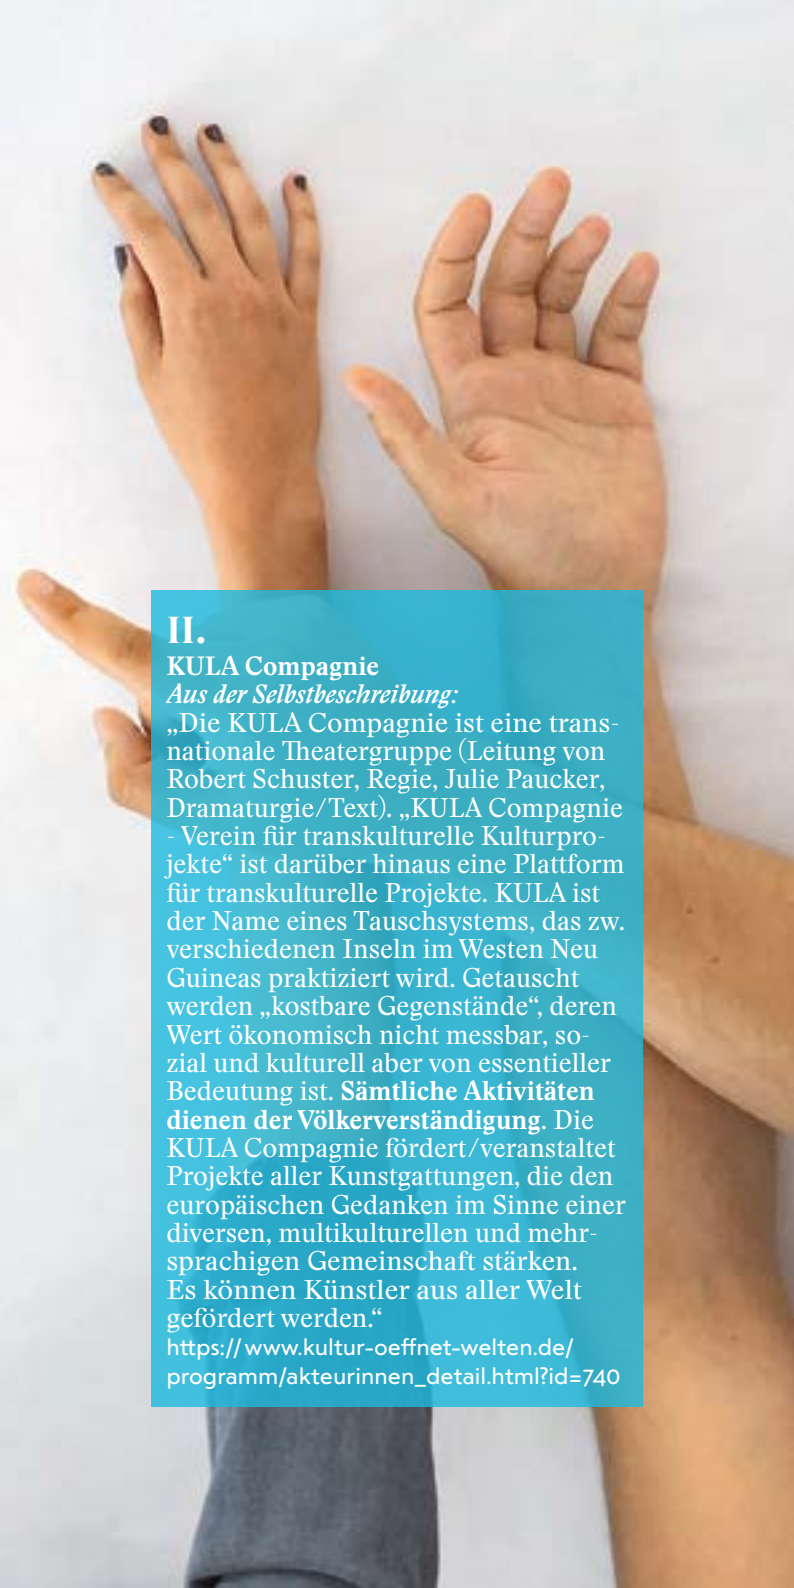 II.
KULA Compagnie
Aus der Selbstbeschreibung:
„Die KULA Compagnie ist eine trans-
nationale Theatergruppe (Leitung von
Robert Schuster, Regie, Julie Paucker,
Dramaturgie/Text). „KULA Compagnie
- Verein für transkulturelle Kulturpro-
jekte“ ist darüber hinaus eine Plattform
für transkulturelle Projekte. KULA ist
der Name eines Tauschsystems, das zw.
verschiedenen Inseln im Westen Neu
Guineas praktiziert wird. Getauscht
werden „kostbare Gegenstände“, deren
Wert ökonomisch nicht messbar, so-
zial und kulturell aber von essentieller
Bedeutung ist. Sämtliche Aktivitäten
dienen der Völkerverständigung. Die
KULA Compagnie fördert/veranstaltet
Projekte aller Kunstgattungen, die den
europäischen Gedanken im Sinne einer
diversen, multikulturellen und mehr-
sprachigen Gemeinschaft stärken.
Es können Künstler aus aller Welt
gefördert werden.“
https://www.kultur-oeffnet-welten.de/
programm/akteurinnen_detail.html?id=740